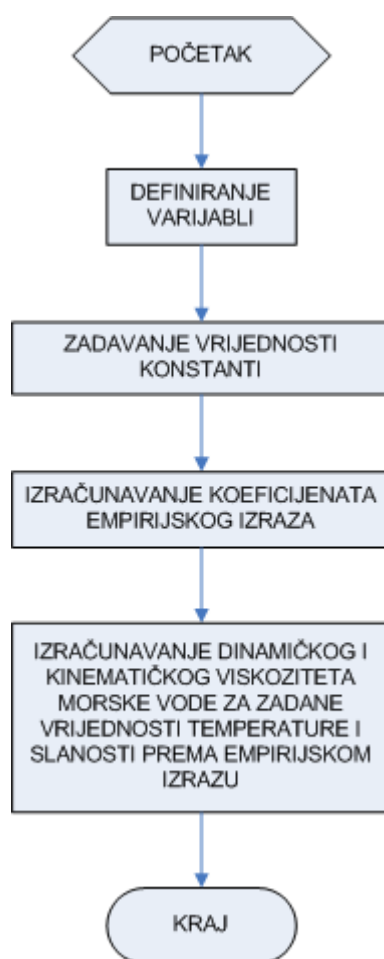 POČETAK
DEFINIRANJE
VARIJABLI
ZADAVANJE VRIJEDNOSTI
KONSTANTI
IZRAČUNAVANJE KOEFICIJENATA
EMPIRIJSKOG IZRAZA
IZRAČUNAVANJE DINAMIČKOG I
KINEMATIČKOG VISKOZITETA
MORSKE VODE ZA ZADANE
VRIJEDNOSTI TEMPERATURE I
SLANOSTI PREMA EMPIRIJSKOM
IZRAZU
KRAJ